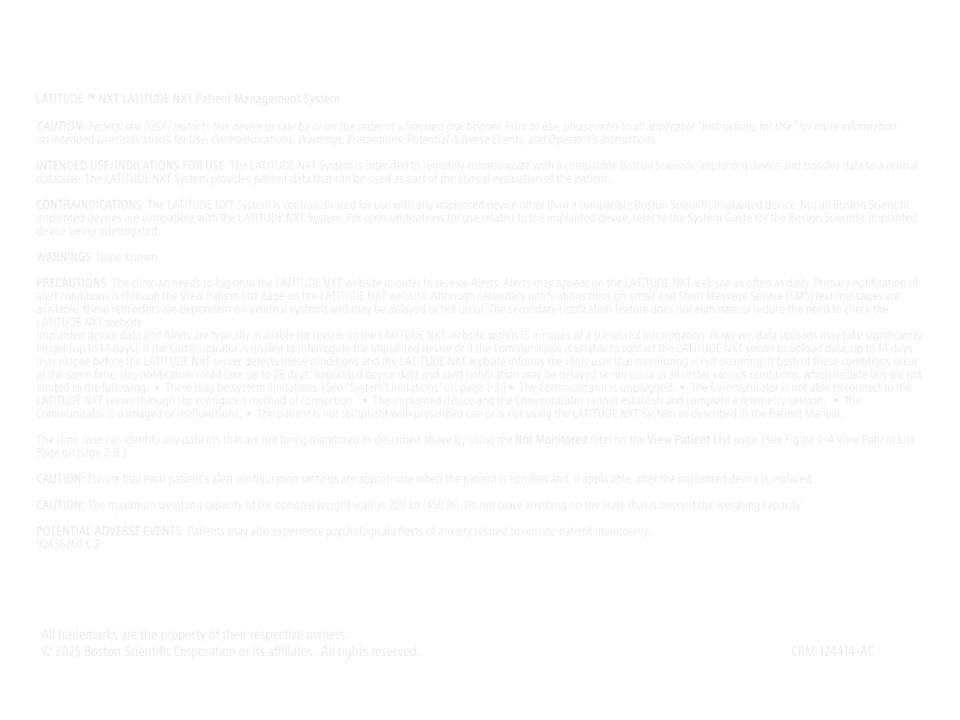 LATITUDE ™ NXT LATITUDE NXT Patient Management System
CAUTION: Federal law (USA) restricts this device to sale by or on the order of a licensed practitioner. Prior to use, please refer to all applicable "Instructions for Use" for more information
on Intended Use/Indications for Use, Contraindications, Warnings, Precautions, Potential Adverse Events, and Operator's Instructions.
INTENDED USE/INDICATIONS FOR USE The LATITUDE NXT System is intended to remotely communicate with a compatible Boston Scientific implanted device and transfer data to a central
database. The LATITUDE NXT System provides patient data that can be used as part of the clinical evaluation of the patient.
CONTRAINDICATIONS The LATITUDE NXT System is contraindicated for use with any implanted device other than a compatible Boston Scientific implanted device. Not all Boston Scientific
implanted devices are compatible with the LATITUDE NXT System. For contraindications for use related to the implanted device, refer to the System Guide for the Boston Scientific implanted
device being interrogated.
WARNINGS None Known
PRECAUTIONS The clinician needs to log onto the LATITUDE NXT website in order to receive Alerts. Alerts may appear on the LATITUDE NXT website as often as daily. Primary notification of
alert conditions is through the View Patient List page on the LATITUDE NXT website. Although secondary notifications through email and Short Message Service (SMS) text messages are
available, these reminders are dependent on external systems and may be delayed or not occur. The secondary notification feature does not eliminate or reduce the need to check the
LATITUDE NXT website.
Implanted device data and Alerts are typically available for review on the LATITUDE NXT website within 15 minutes of a successful Interrogation. However, data uploads may take significantly
longer (up to 14 days). If the Communicator is unable to interrogate the implanted device or if the Communicator is unable to contact the LATITUDE NXT server to upload data, up to 14 days
may elapse before the LATITUDE NXT server detects these conditions and the LATITUDE NXT website informs the clinic user that monitoring is not occurring. If both of these conditions occur
at the same time, this notification could take up to 28 days. Implanted device data and alert notification may be delayed or not occur at all under various conditions, which include but are not
limited to the following: • There may be system limitations. (See "System Limitations" on page 1-3.) • The Communicator is unplugged. • The Communicator is not able to connect to the
LATITUDE NXT server through the configured method of connection. • The implanted device and the Communicator cannot establish and complete a telemetry session. • The
Communicator is damaged or malfunctions. • The patient is not compliant with prescribed use or is not using the LATITUDE NXT System as described in the Patient Manual.
The clinic user can identify any patients that are not being monitored as described above by using the Not Monitored filter on the View Patient List page. (See Figure 2–4 View Patient List
Page on page 2-8.)
CAUTION: Ensure that each patient's alert configuration settings are appropriate when the patient is enrolled and, if applicable, after the implanted device is replaced.
CAUTION: The maximum weighing capacity of the optional weight scale is 200 kg (450 lb). Do not place anything on the scale that is beyond the weighing capacity.
POTENTIAL ADVERSE EVENTS Patients may also experience psychological effects of anxiety related to remote patient monitoring.
92436260 C.2
All trademarks are the property of their respective owners.
© 2025 Boston Scientific Corporation or its affiliates. All rights reserved.
CRM-124414-AC